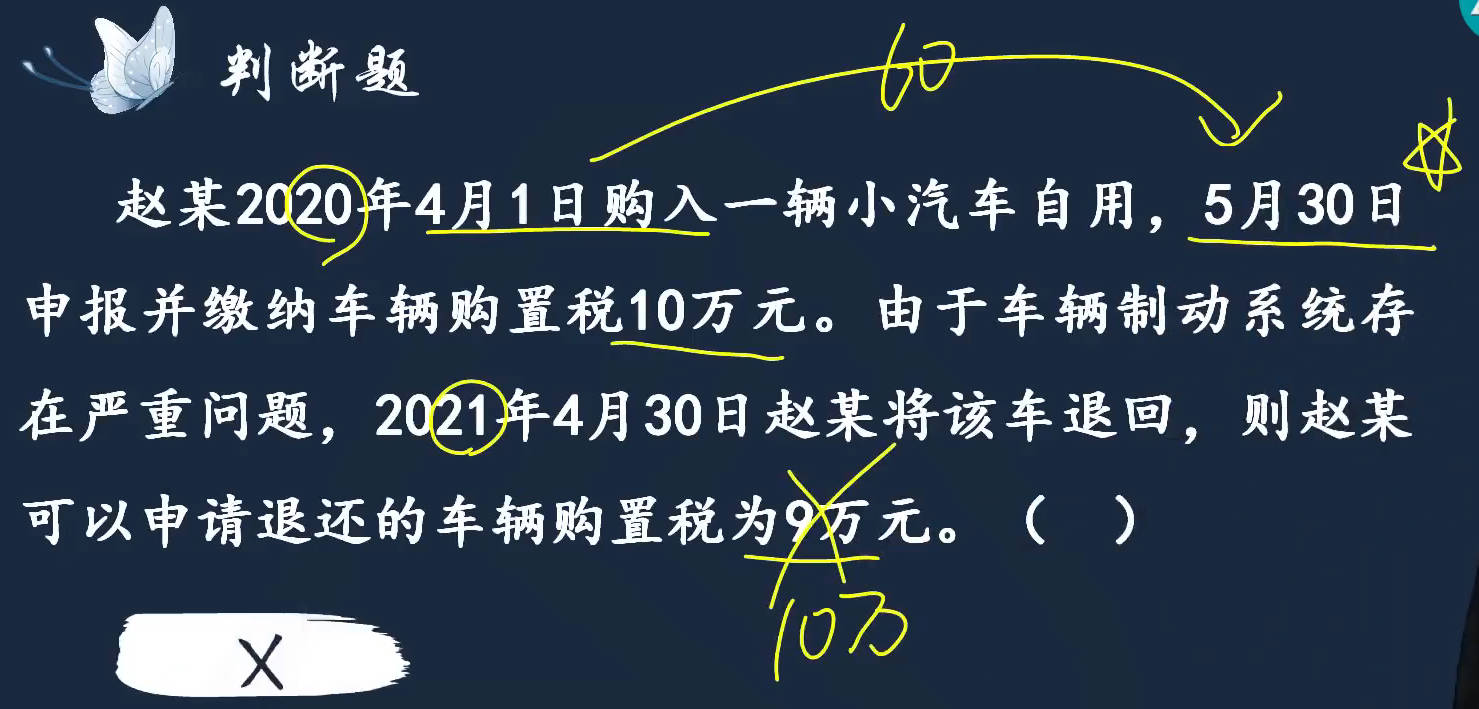 判断题
60
赵某2020年4月1日购入一辆小汽车自用，5月30日
申报并缴纳车辆购置税10万元。由于车辆制动系统存
在严重问题，2021年4月30日赵某将该车退回，则赵某
可以申请退还的车辆购置税为9万元。（ ）
10万
X